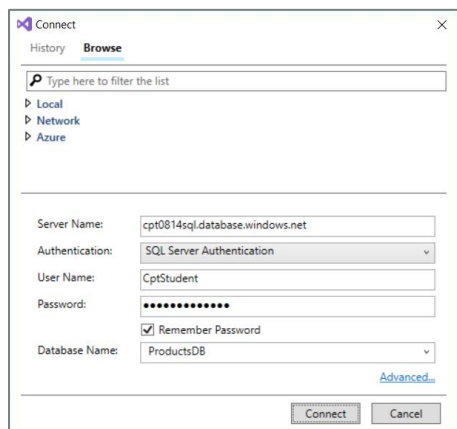 Connect
History Browse
Type here to filter the list
Local
Network
Azure
Server Name: cpt0814sql.database.windows.net
Authentication: SQL Server Authentication
User Name: CptStudent
Password: •••••••••••••
Remember Password
Database Name: ProductsDB
Advanced...
Connect Cancel